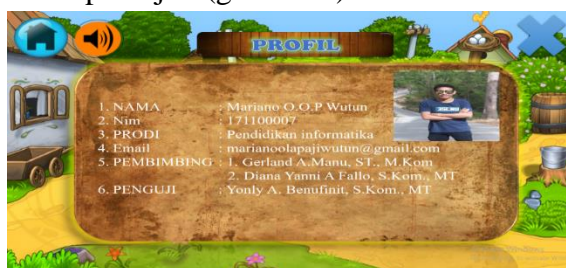 PROFIL
1. NAMA : Mariano O.O.P Wutun
2. Nim : 171100007
3. PRODI : Pendidikan informatika
4. Email : marianoolapajiwutun@gmail.com
5. PEMBIMBING : 1. Gerland A.Manu, ST., M.Kom
2. Diana Yanni A Fallo, S.Kom., MT
6. PENGUJI : Yonly A. Benufinit, S.Kom., MT